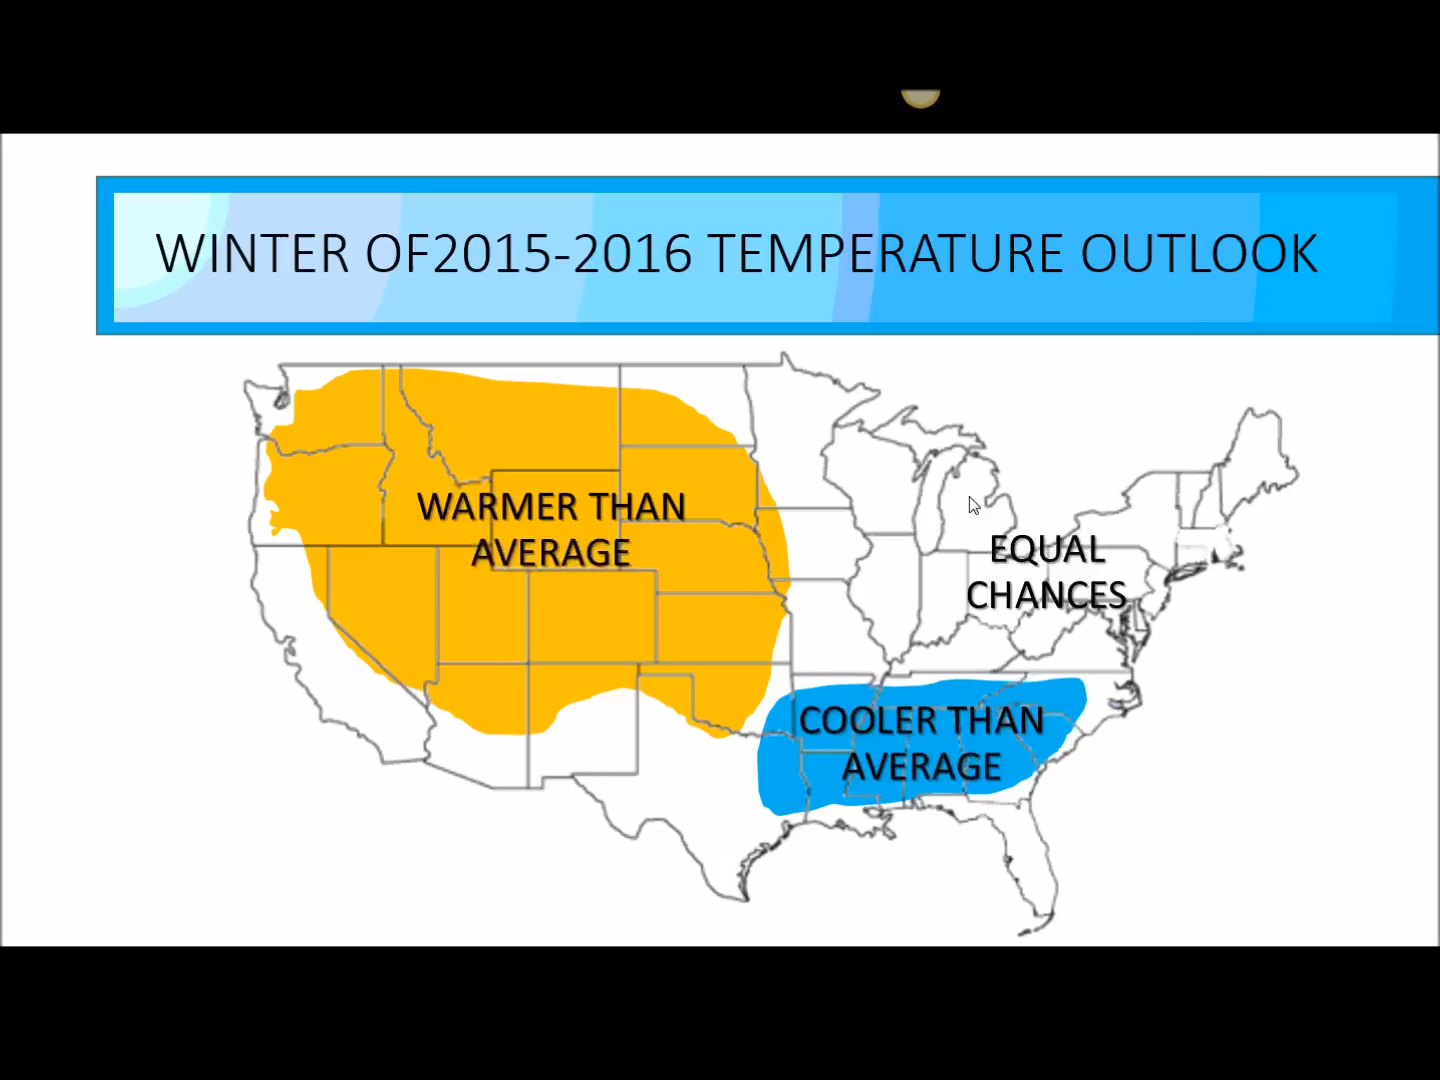 WINTER OF2015-2016 TEMPERATURE OUTLOOK
WARMER THAN
AVERAGE
EQUAL
CHANCES
COOLER THAN
AVERAGE